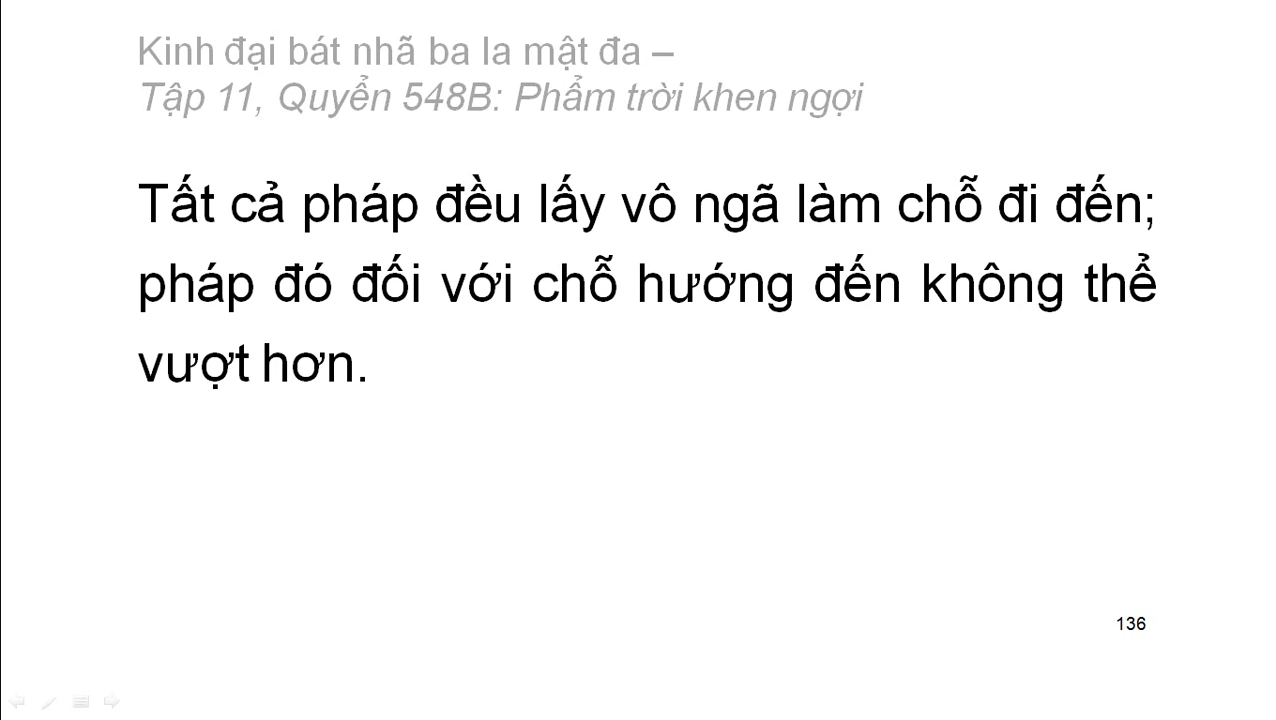 Kinh đại bát nhã ba la mật đa –
Tập 11, Quyển 548B: Phẩm trời khen ngợi
Tất cả pháp đều lấy vô ngã làm chỗ đi đến;
pháp đó đối với chỗ hướng đến không thể
vượt hơn.
136